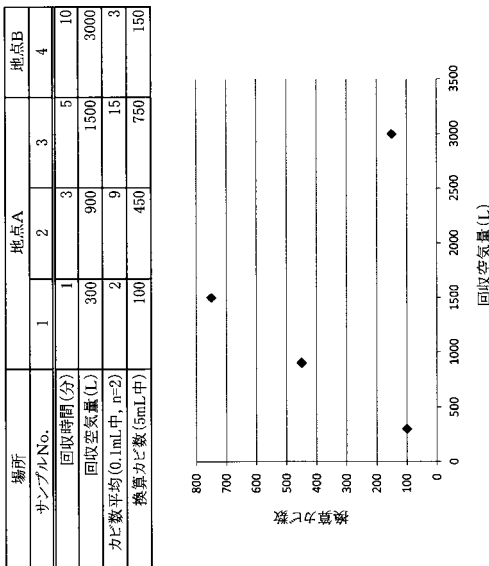 場所 地点A 地点B
サンプルNo. 1 2 3 4
回収時間(分) 1 3 5 10
回収空気量(L) 300 900 1500 3000
カビ数平均(0.1mL中, n=2) 2 9 15 3
換算カビ数(5mL中) 100 450 750 150
800
700
600
500
400
300
200
100
0
換算カビ数
0 500 1000 1500 2000 2500 3000 3500
回収空気量(L)